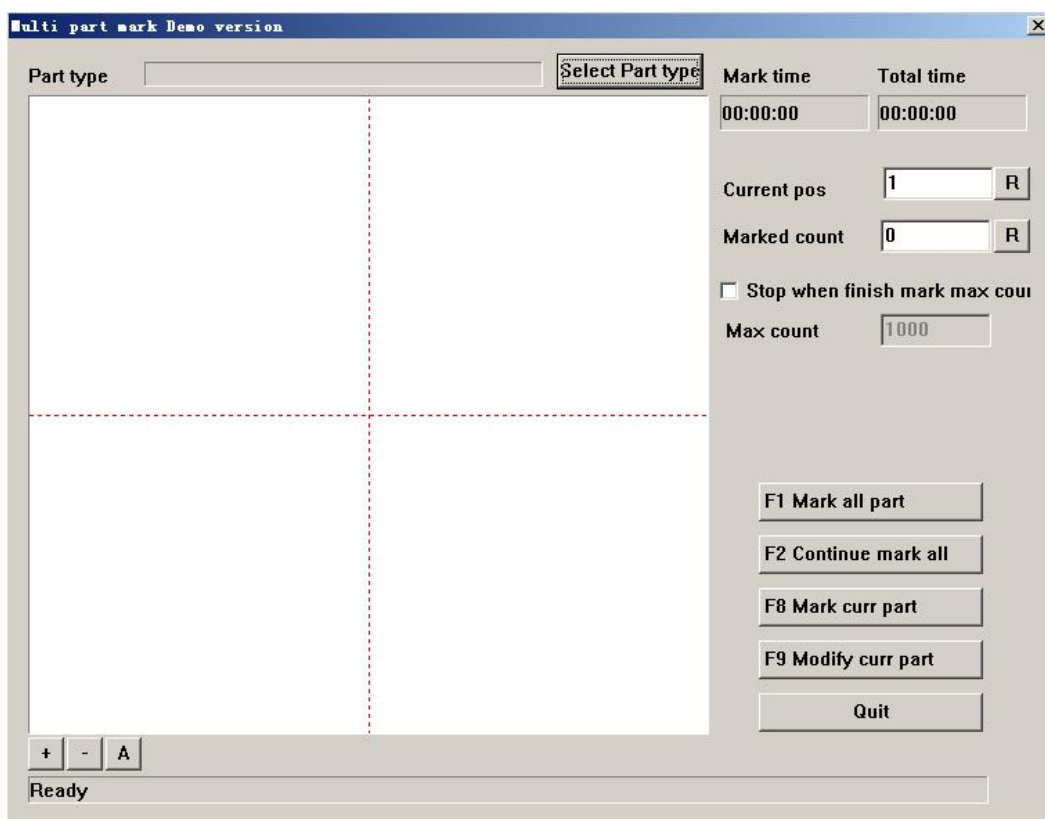 Multi part mark Demo version
Part type
Select Part type
Mark time Total time
00:00:00 00:00:00
Current pos 1 R
Marked count 0 R
Stop when finish mark max cou
Max count 1000
F1 Mark all part
F2 Continue mark all
F8 Mark curr part
F9 Modify curr part
Quit
+ - A
Ready